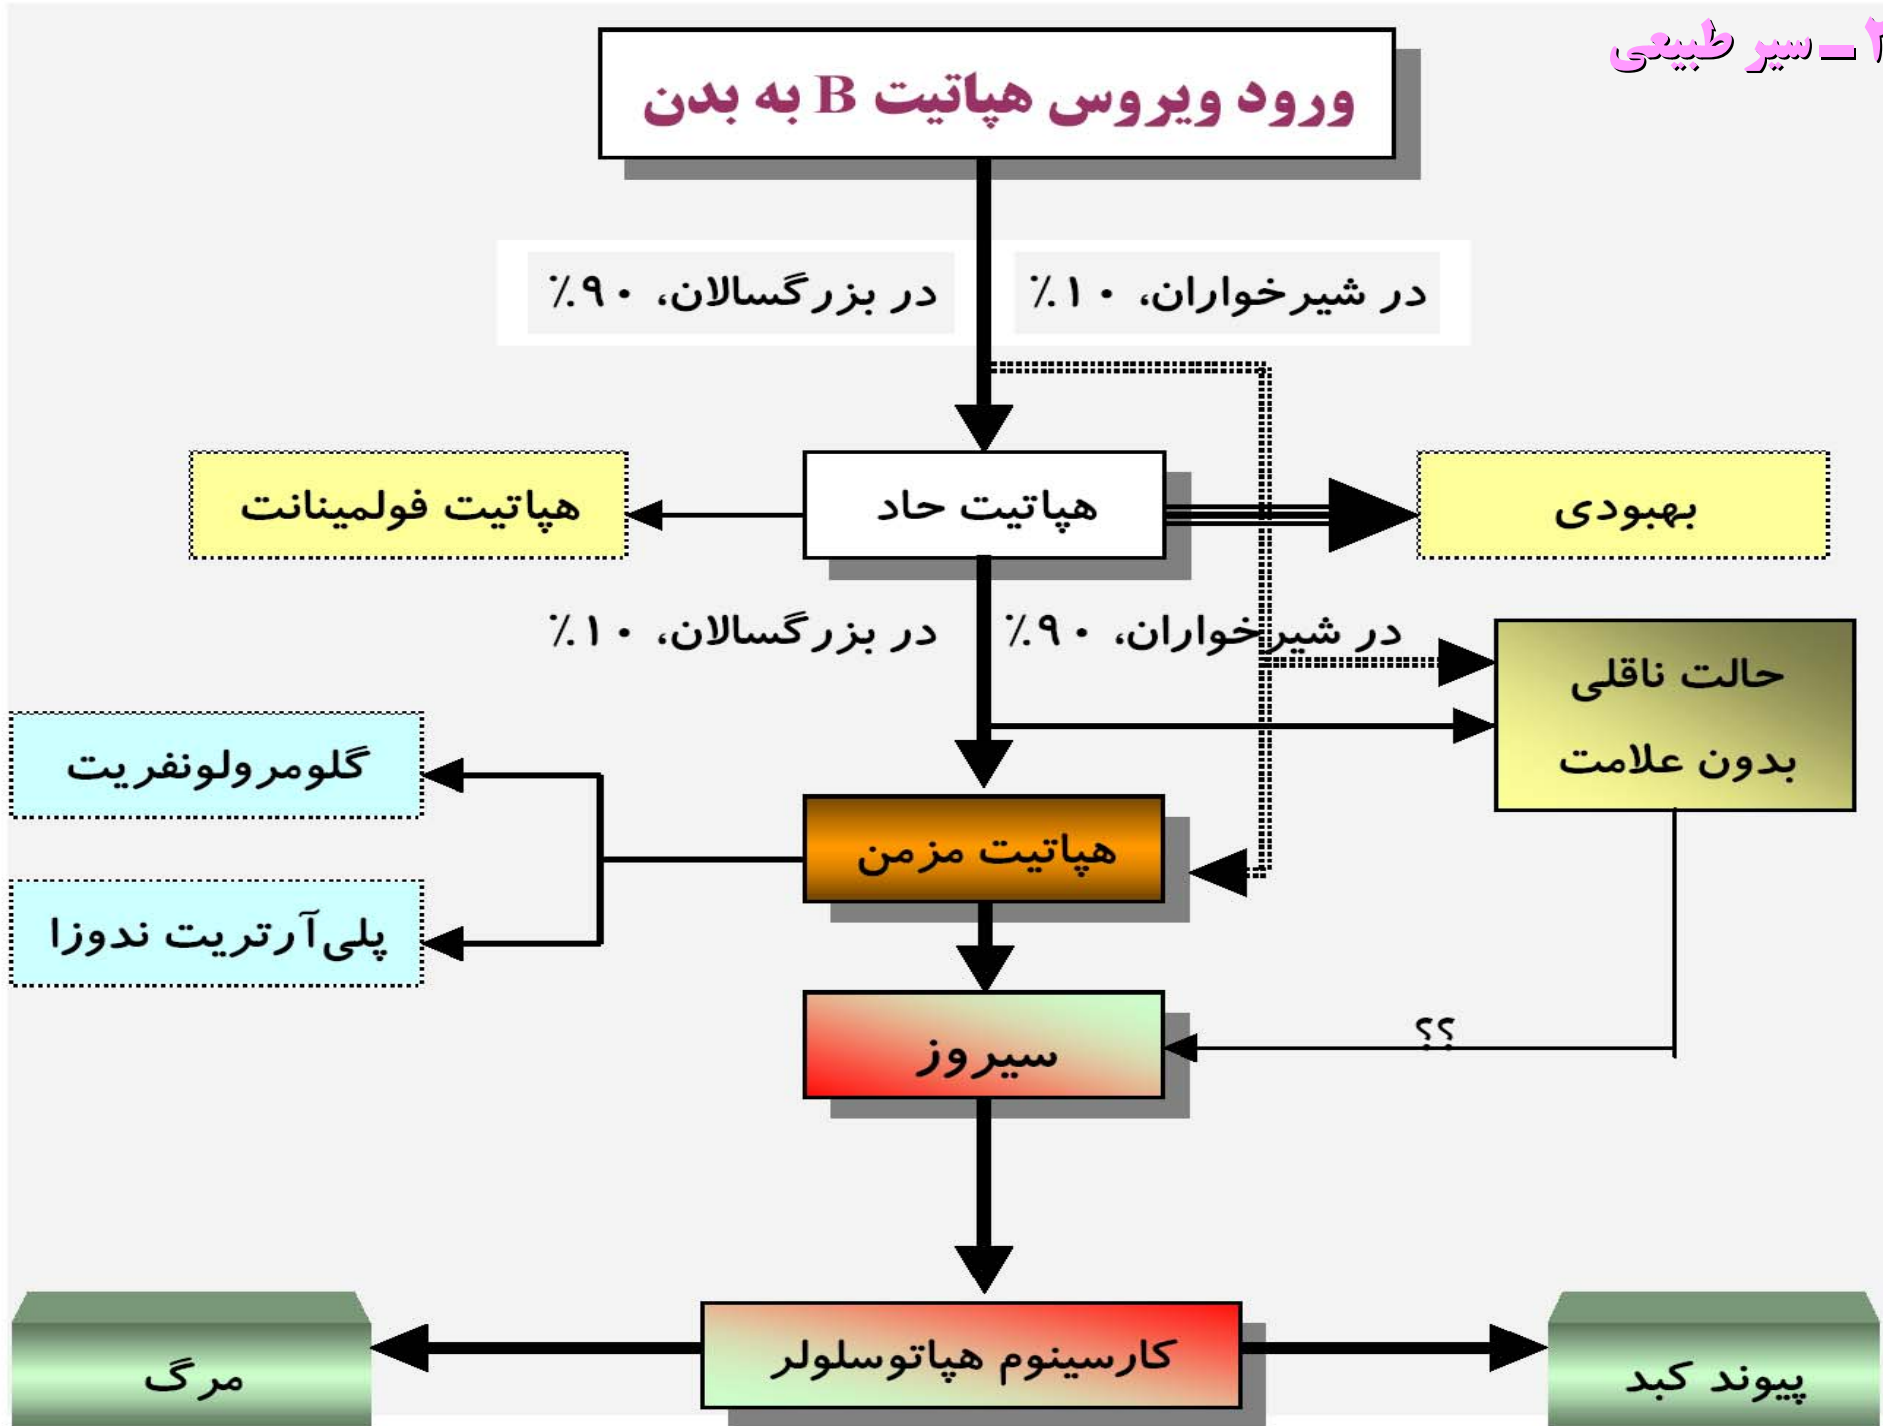 ۲ ــ سیر طبیعی
ورود ویروس هپاتیت B به بدن
در شیرخواران، ۱۰٪
در بزرگسالان، ۹۰٪
بهبودی
هپاتیت حاد
هپاتیت فولمینانت
در شیرخواران، ۹۰٪
در بزرگسالان، ۱۰٪
حالت ناقلی
بدون علامت
گلومرولونفریت
هپاتیت مزمن
پلی‌آرتریت ندوزا
؟؟
سیروز
کارسینوم هپاتوسلولر
پیوند کبد
مرگ